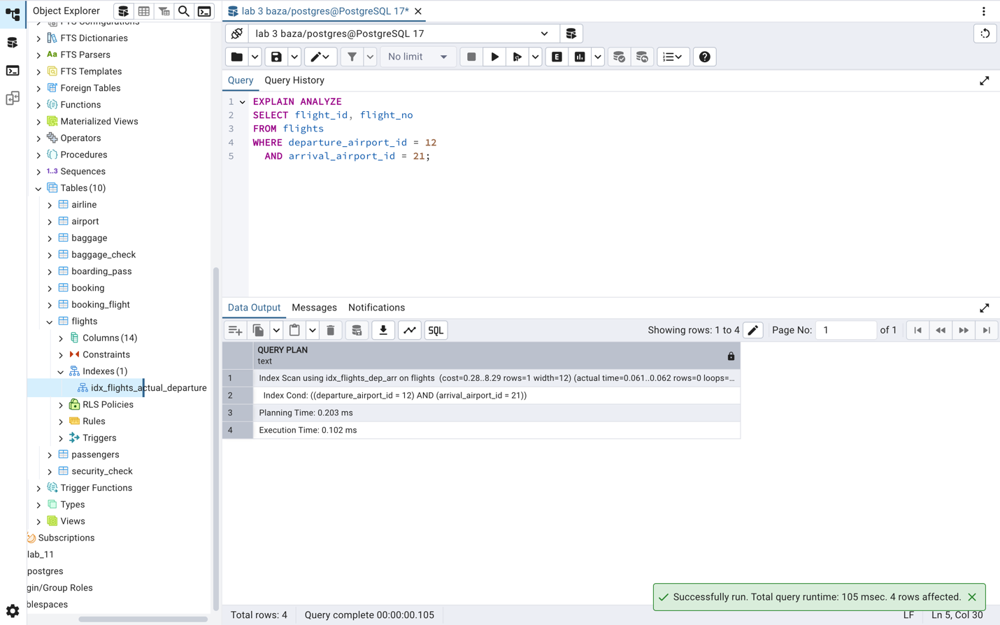 Object Explorer
FTS Configurations
FTS Dictionaries
Aa FTS Parsers
FTS Templates
Foreign Tables
Functions
Materialized Views
Operators
Procedures
1..3 Sequences
Tables (10)
airline
airport
baggage
baggage_check
boarding_pass
booking
booking_flight
flights
Columns (14)
Constraints
Indexes (1)
idx_flights_actual_departure
RLS Policies
Rules
Triggers
passengers
security_check
Trigger Functions
Types
Views
Subscriptions
lab_11
postgres
gin/Group Roles
blespaces
lab 3 baza/postgres@PostgreSQL 17*
lab 3 baza/postgres@PostgreSQL 17
No limit
E
Query Query History
1 EXPLAIN ANALYZE
2 SELECT flight_id, flight_no
3 FROM flights
4 WHERE departure_airport_id = 12
5 AND arrival_airport_id = 21;
Data Output Messages Notifications
SQL
Showing rows: 1 to 4
Page No: 1 of 1
QUERY PLAN
text
1 Index Scan using idx_flights_dep_arr on flights (cost=0.28..8.29 rows=1 width=12) (actual time=0.061..0.062 rows=0 loops=...
2 Index Cond: ((departure_airport_id = 12) AND (arrival_airport_id = 21))
3 Planning Time: 0.203 ms
4 Execution Time: 0.102 ms
Successfully run. Total query runtime: 105 msec. 4 rows affected.
Total rows: 4
Query complete 00:00:00.105
LF
Ln 5, Col 30